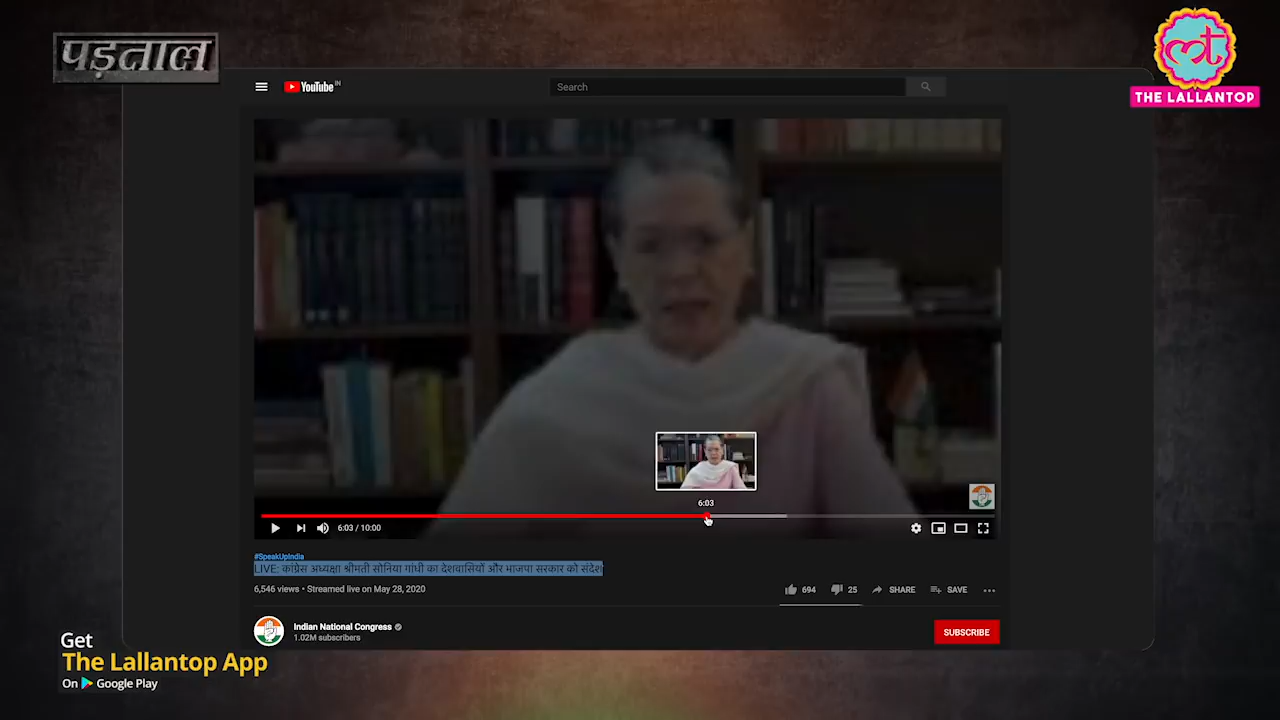 पड़ताल
THE LALLANTOP
YouTube IN
Search
6:03
6:03 / 10:00
#SpeakUpIndia
LIVE: कांग्रेस अध्यक्षा श्रीमती सोनिया गांधी का देशवासियों और भाजपा सरकार को संदेश
6,546 views • Streamed live on May 28, 2020
694
25
SHARE
SAVE
Indian National Congress
1.02M subscribers
SUBSCRIBE
Get
The Lallantop App
On Google Play